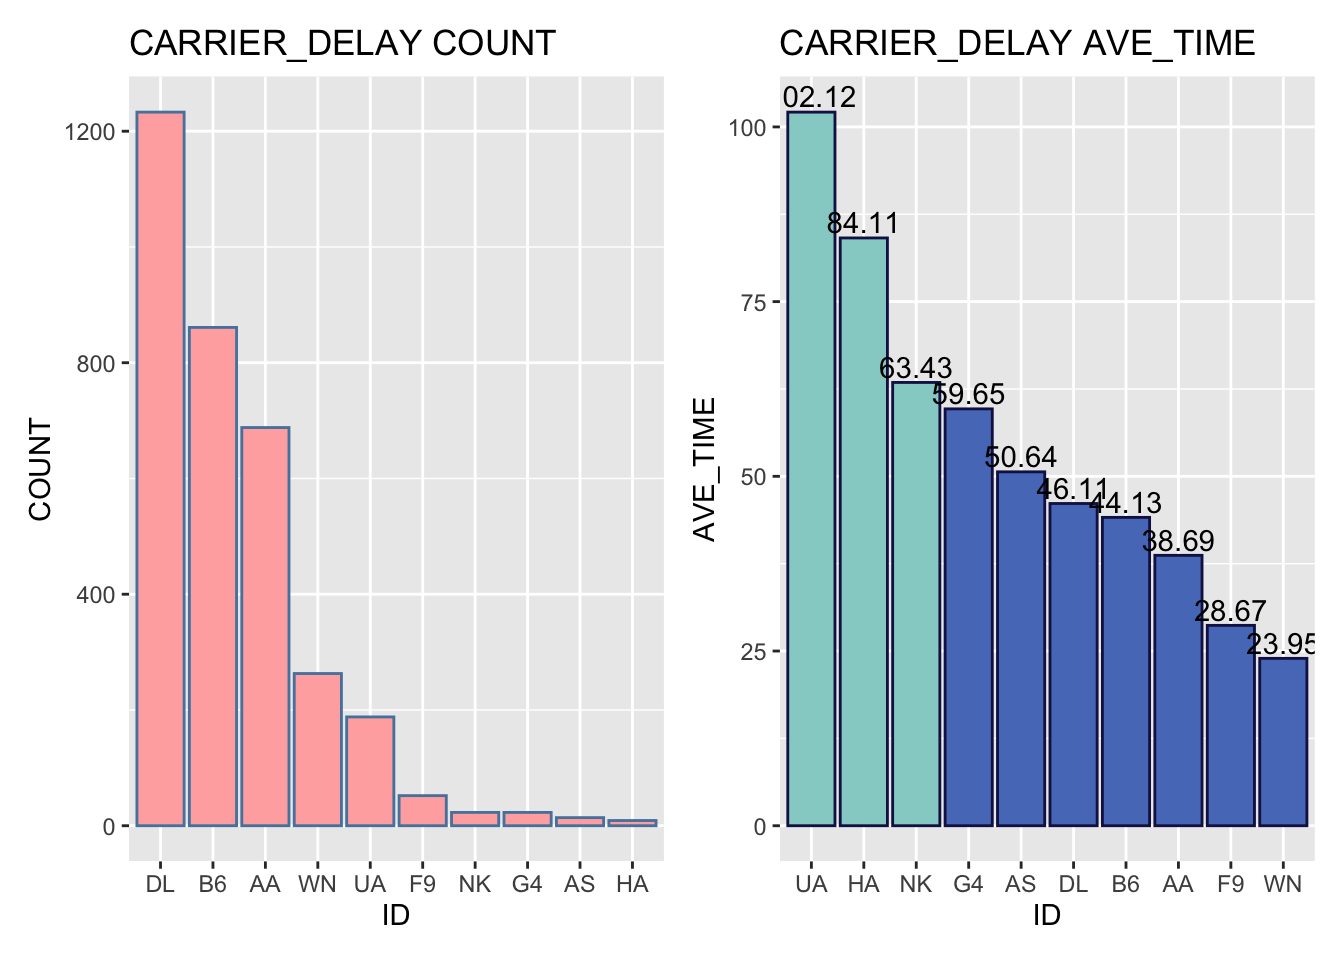 CARRIER_DELAY COUNT
COUNT
1200
800
400
0
DL B6 AA WN UA F9 NK G4 AS HA
ID
CARRIER_DELAY AVE_TIME
AVE_TIME
100
75
50
25
0
02.12
84.11
63.43
59.65
50.64
46.11
44.13
38.69
28.67
23.95
UA HA NK G4 AS DL B6 AA F9 WN
ID